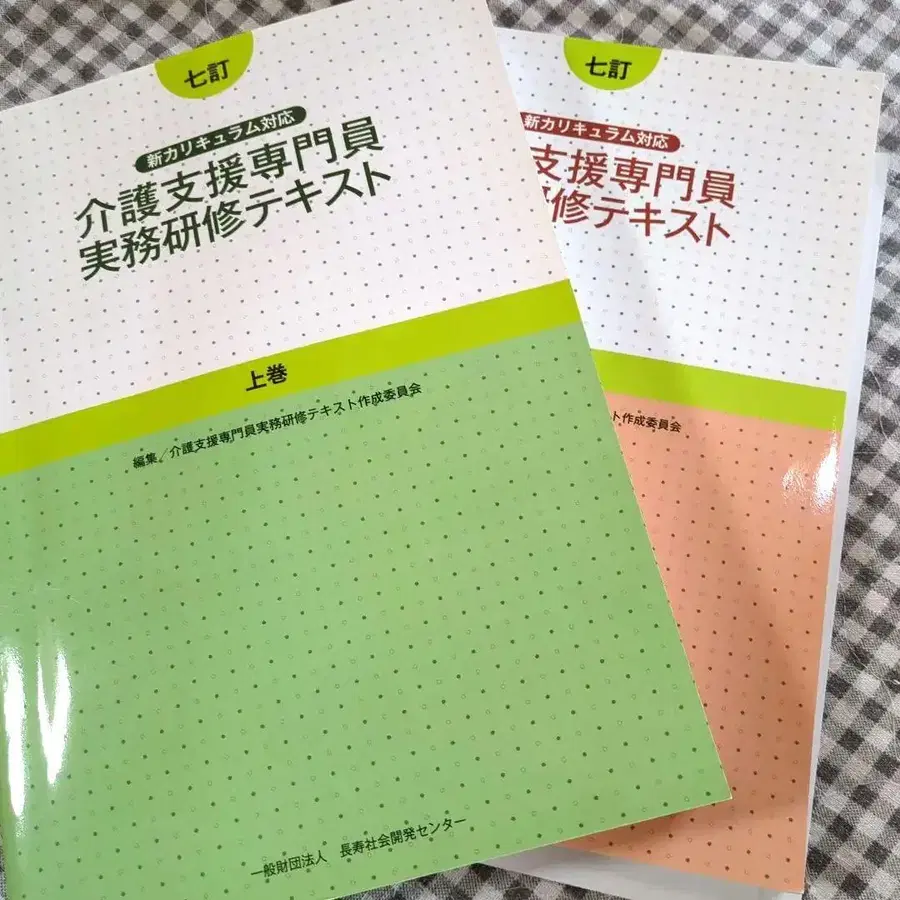 七訂
新カリキュラム対応
介護支援専門員
実務研修テキスト
上巻
編集／介護支援専門員実務研修テキスト作成委員会
一般財団法人 長寿社会開発センター
七訂
新カリキュラム対応
支援専門員
修テキスト
ト作成委員会